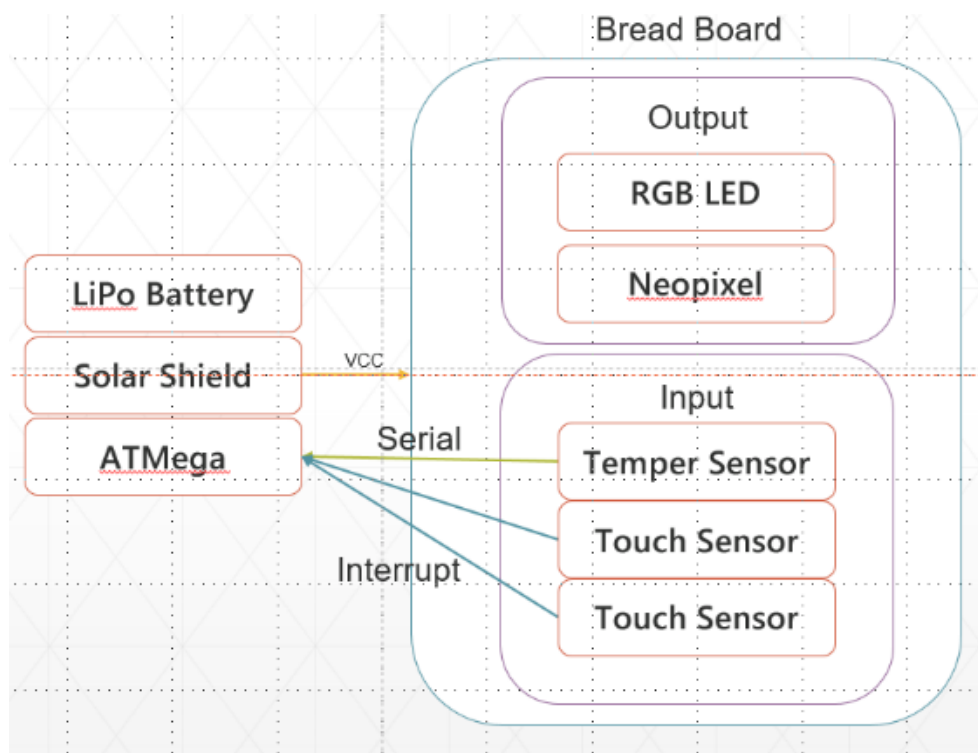 Bread Board
Output
RGB LED
Neopixel
LiPo Battery
Solar Shield
VCC
ATMega
Input
Serial
Temper Sensor
Touch Sensor
Interrupt
Touch Sensor